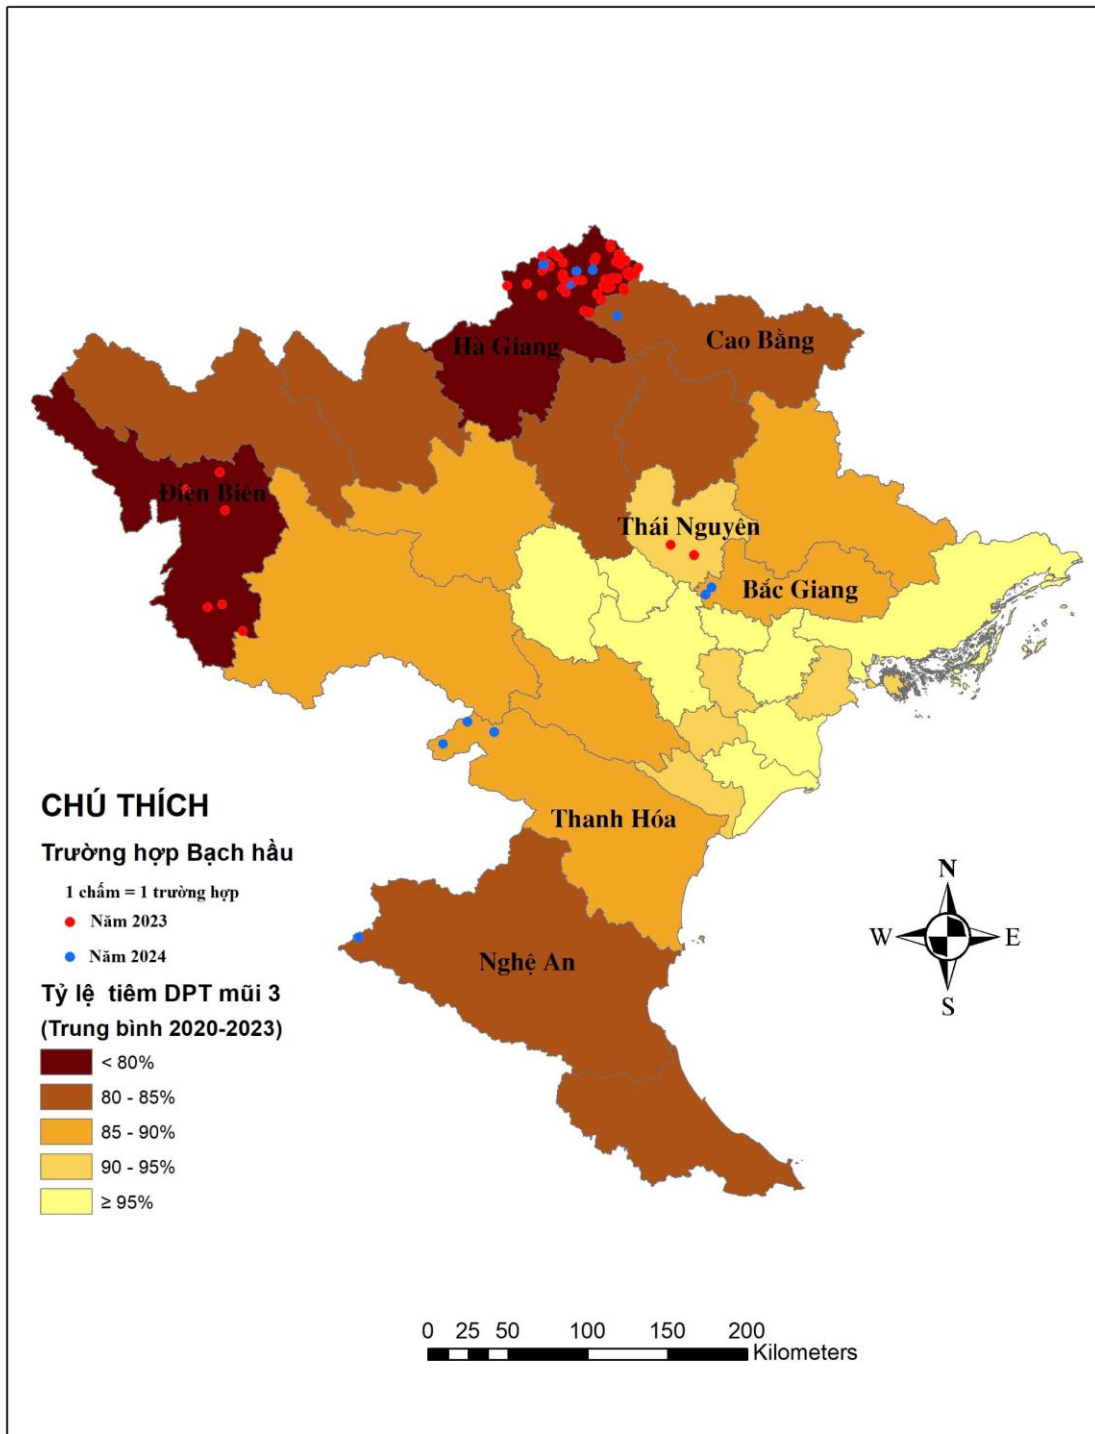 Hà Giang
Cao Bằng
Điện Biên
Thái Nguyên
Bắc Giang
Thanh Hóa
Nghệ An
CHÚ THÍCH
Trường hợp Bạch hầu
1 chấm = 1 trường hợp
Năm 2023
Năm 2024
Tỷ lệ tiêm DPT mũi 3
(Trung bình 2020-2023)
< 80%
80 - 85%
85 - 90%
90 - 95%
≥ 95%
N
W E
S
0 25 50 100 150 200
Kilometers